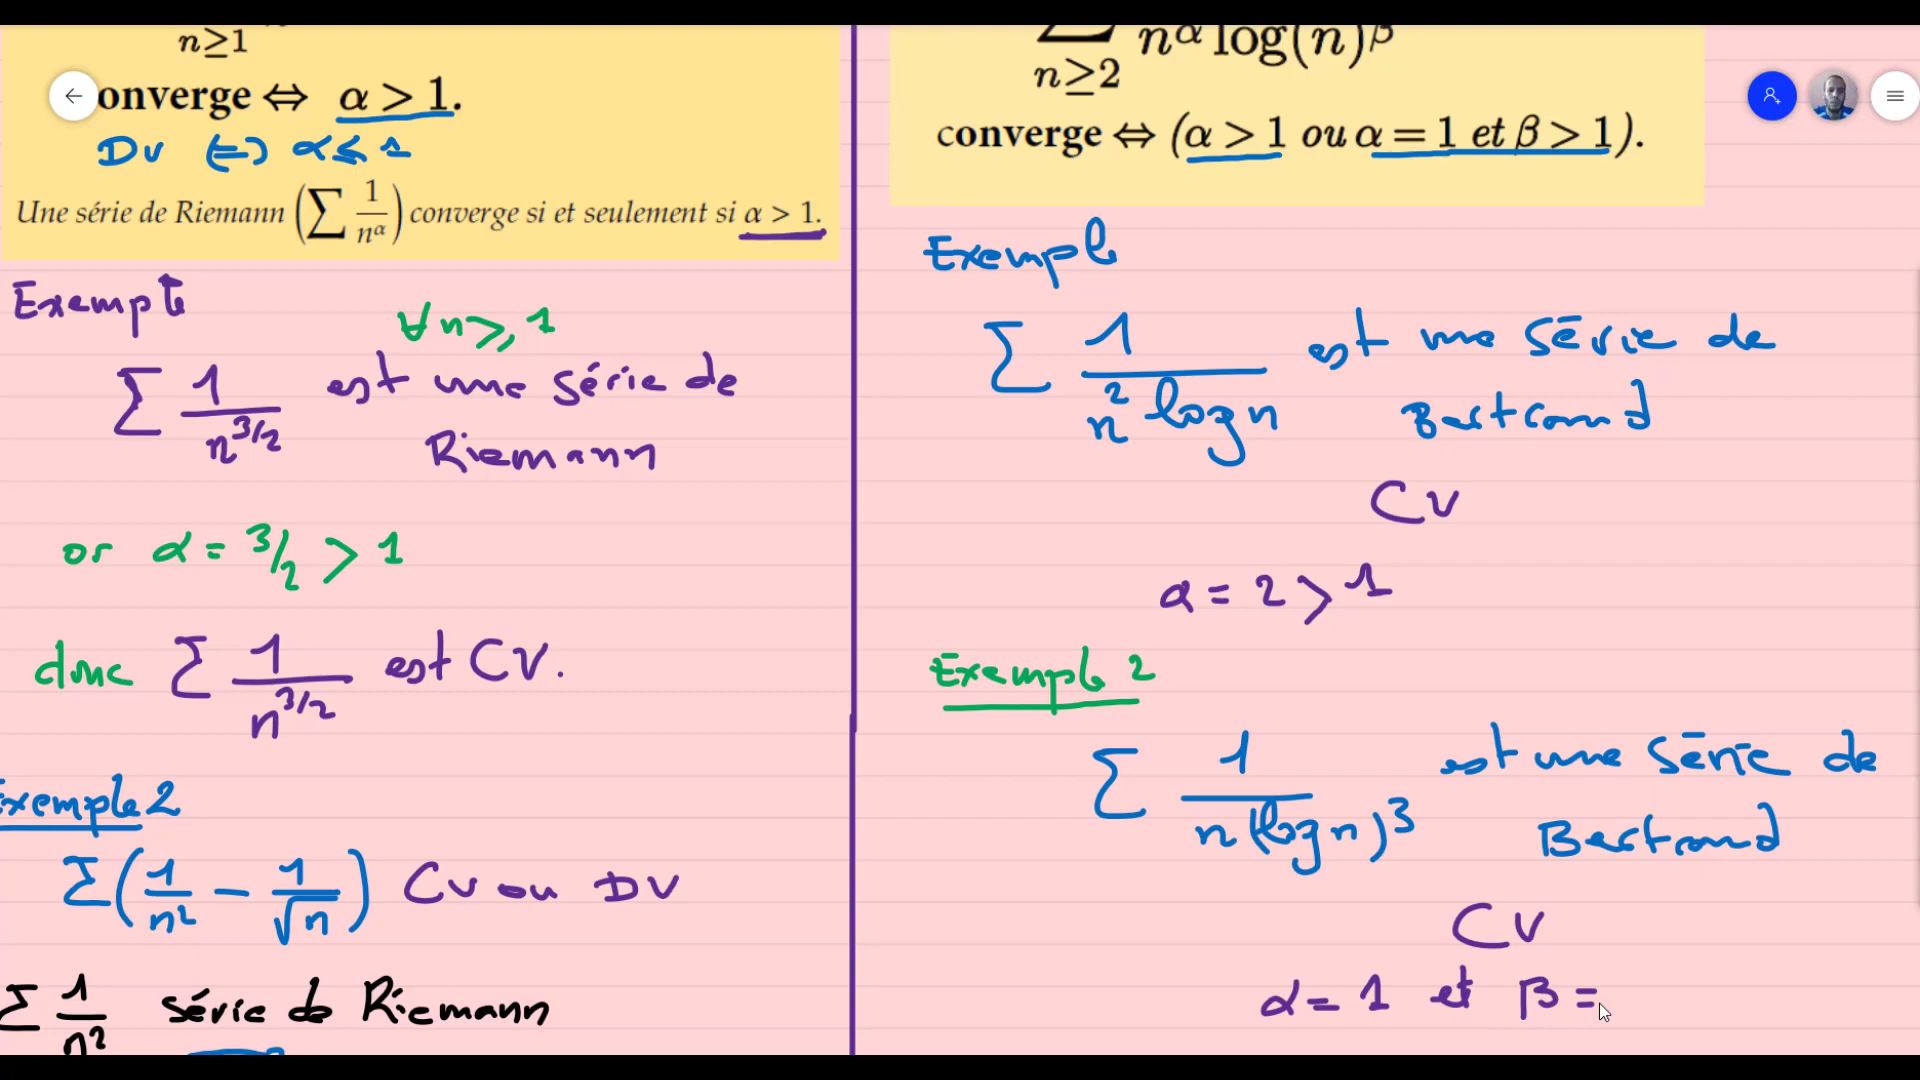 n≥1
onverge ⇔ α > 1.
DV ⇔ α ≤ 1
Une série de Riemann (∑ 1/n^α) converge si et seulement si α > 1.
Exemple
∀n ≥ 1
∑ 1/n^{3/2} est une série de
Riemann
or α = 3/2 > 1
donc ∑ 1/n^{3/2} est CV.
Exemple 2
∑(1/n² − 1/√n) CV ou DV
∑ 1/n² série de Riemann
∑ n≥2 n^α log(n)^β
converge ⇔ (α > 1 ou α = 1 et β > 1).
Exemple
∑ 1/(n² log n) est une série de
Bertrand
CV
α = 2 > 1
Exemple 2
∑ 1/(n(log n)³) est une série de
Bertrand
CV
α = 1 et β =